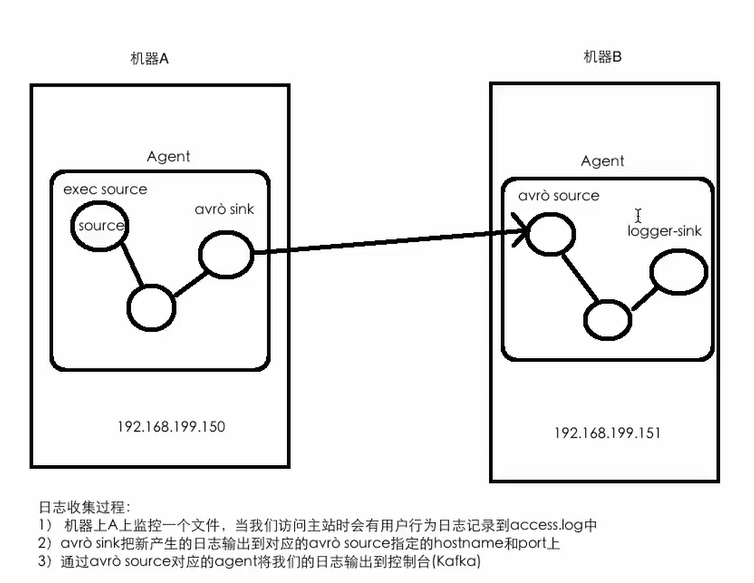 机器A
机器B
Agent
Agent
exec source
source
avrò sink
avrò source
logger-sink
192.168.199.150
192.168.199.151
日志收集过程：
1） 机器上A上监控一个文件，当我们访问主站时会有用户行为日志记录到access.log中
2）avrò sink把新产生的日志输出到对应的avrò source指定的hostname和port上
3）通过avrò source对应的agent将我们的日志输出到控制台(Kafka)